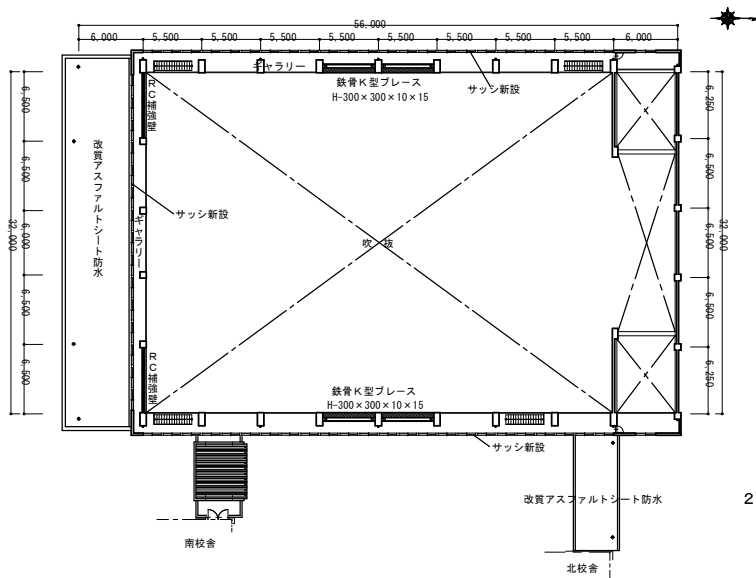 56,000
6,000
5,500
5,500
5,500
5,500
5,500
5,500
5,500
5,500
6,000
ギャラリー
鉄骨K型ブレース
H-300×300×10×15
サッシ新設
RC補強壁
6,500
6,500
6,000
6,500
6,500
32,000
改質アスファルトシート防水
サッシ新設
ギャラリー
吹 抜
6,250
6,500
6,500
6,500
6,250
32,000
RC補強壁
鉄骨K型ブレース
H-300×300×10×15
サッシ新設
改質アスファルトシート防水
2
南校舎
北校舎